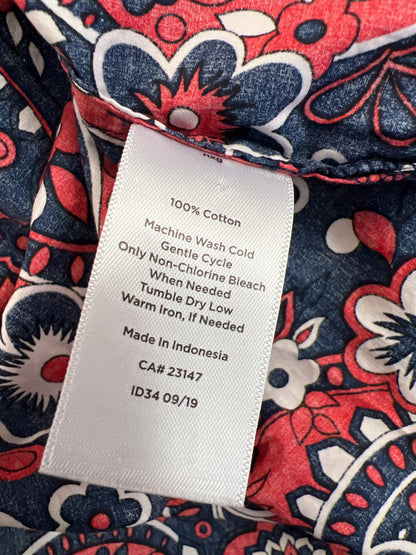 100% Cotton
Machine Wash Cold
Gentle Cycle
Only Non-Chlorine Bleach
When Needed
Tumble Dry Low
Warm Iron, If Needed
Made In Indonesia
CA# 23147
ID34 09/19